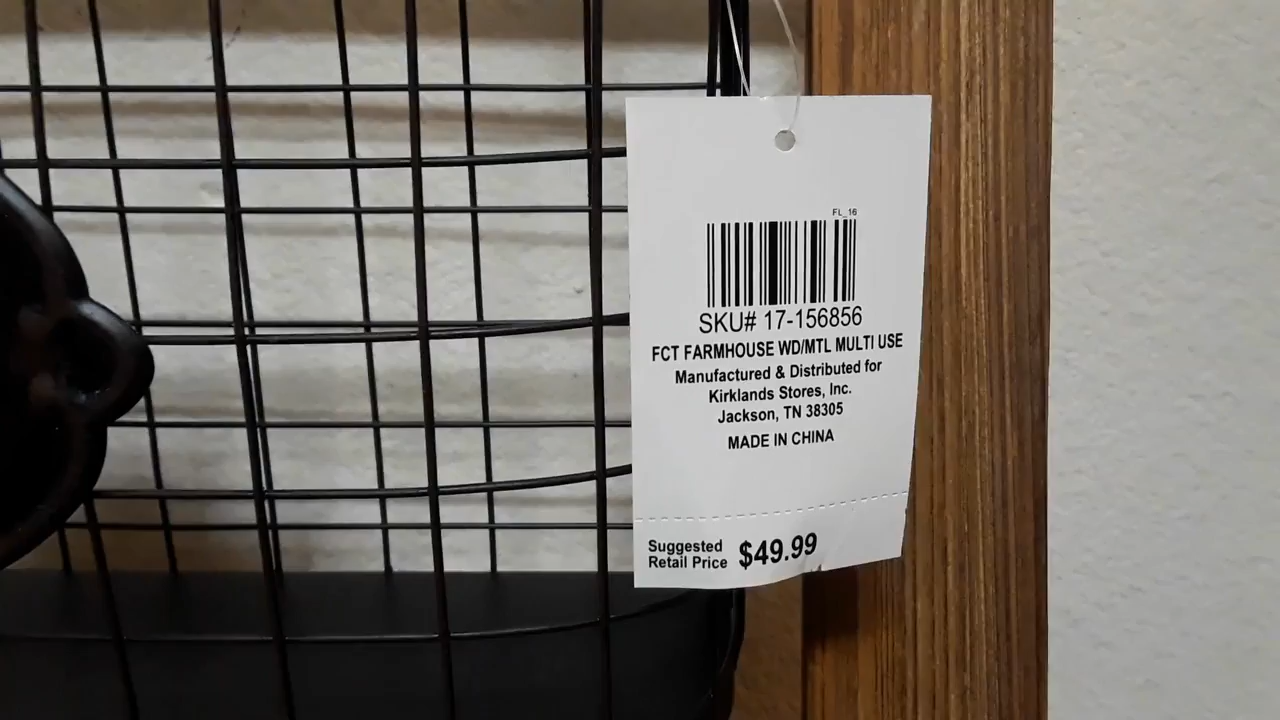 FL_16
SKU# 17-156856
FCT FARMHOUSE WD/MTL MULTI USE
Manufactured & Distributed for
Kirklands Stores, Inc.
Jackson, TN 38305
MADE IN CHINA
Suggested
Retail Price $49.99